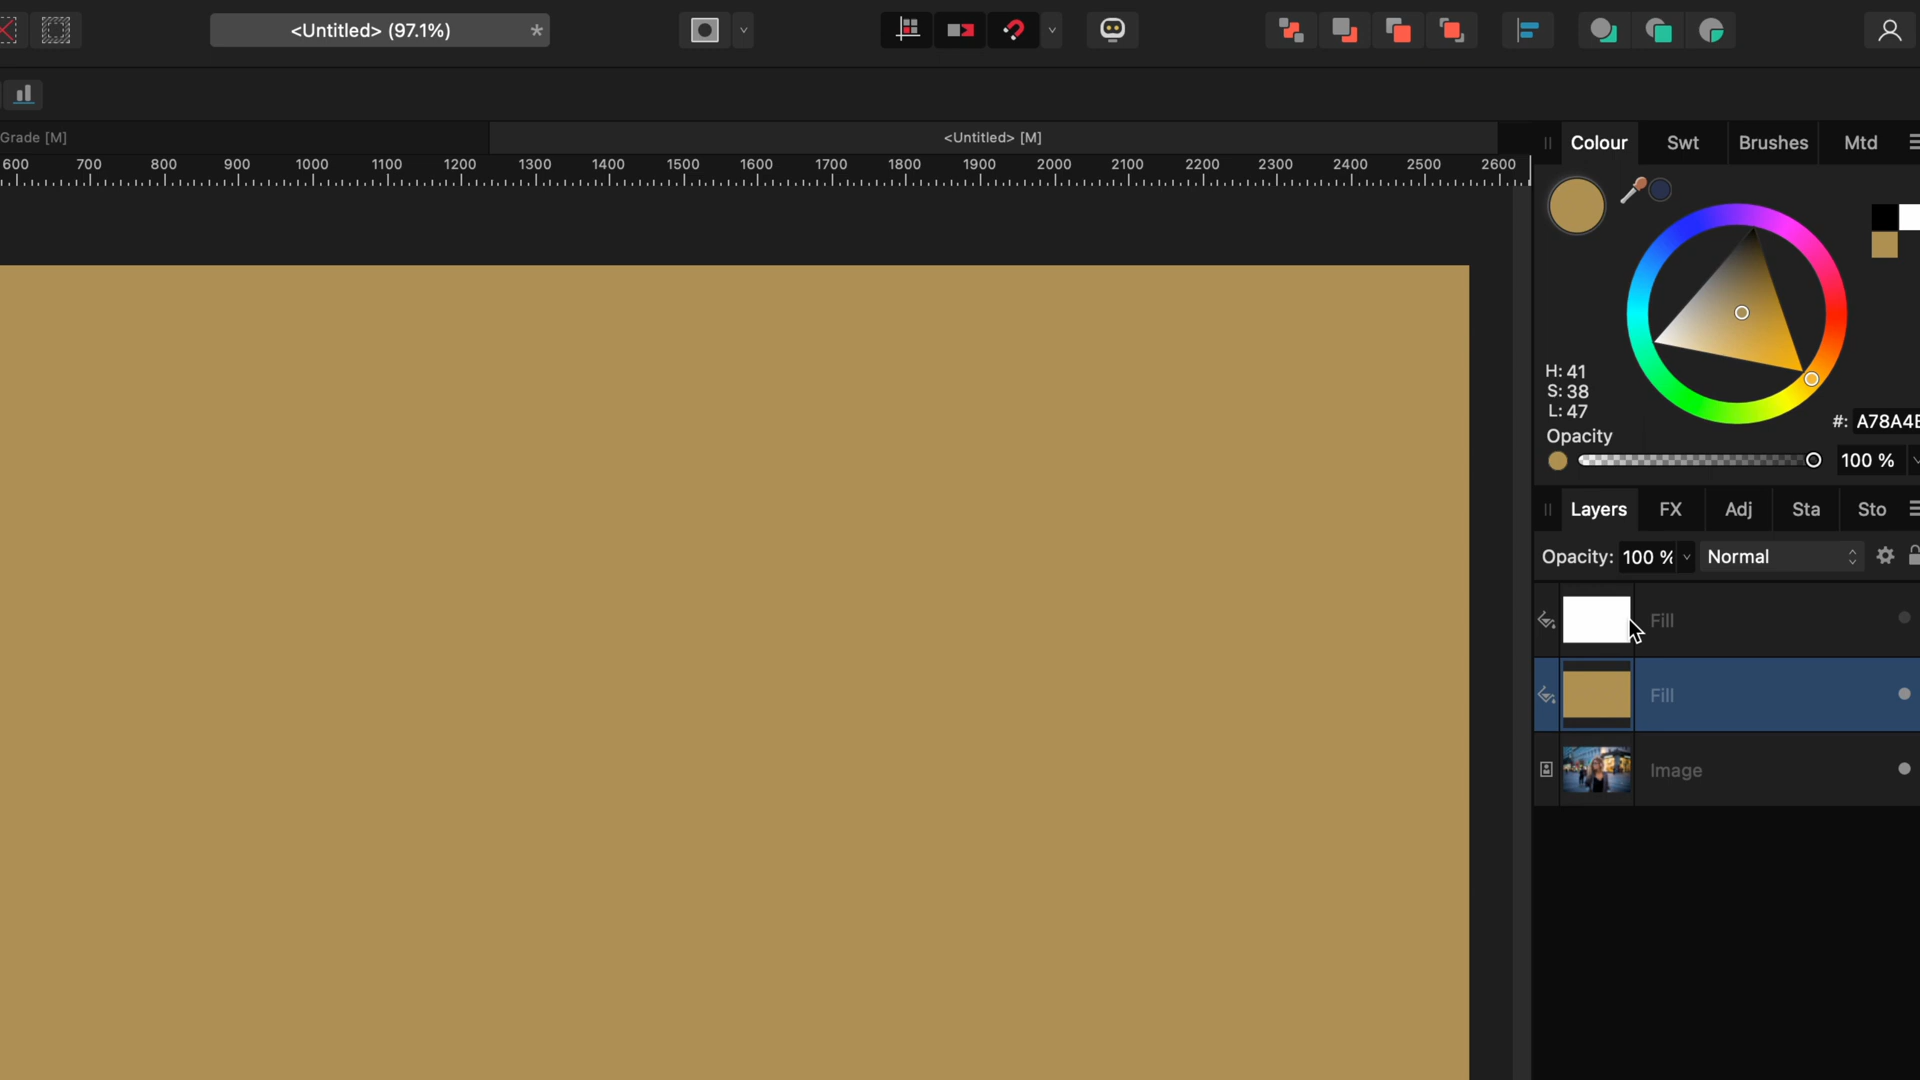 <Untitled> (97.1%) *
Grade [M]
<Untitled> [M]
600 700 800 900 1000 1100 1200 1300 1400 1500 1600 1700 1800 1900 2000 2100 2200 2300 2400 2500 2600
Colour Swt Brushes Mtd
H: 41
S: 38
L: 47
#: A78A4E
Opacity
100 %
Layers FX Adj Sta Sto
Opacity: 100 % Normal
Fill
Fill
Image